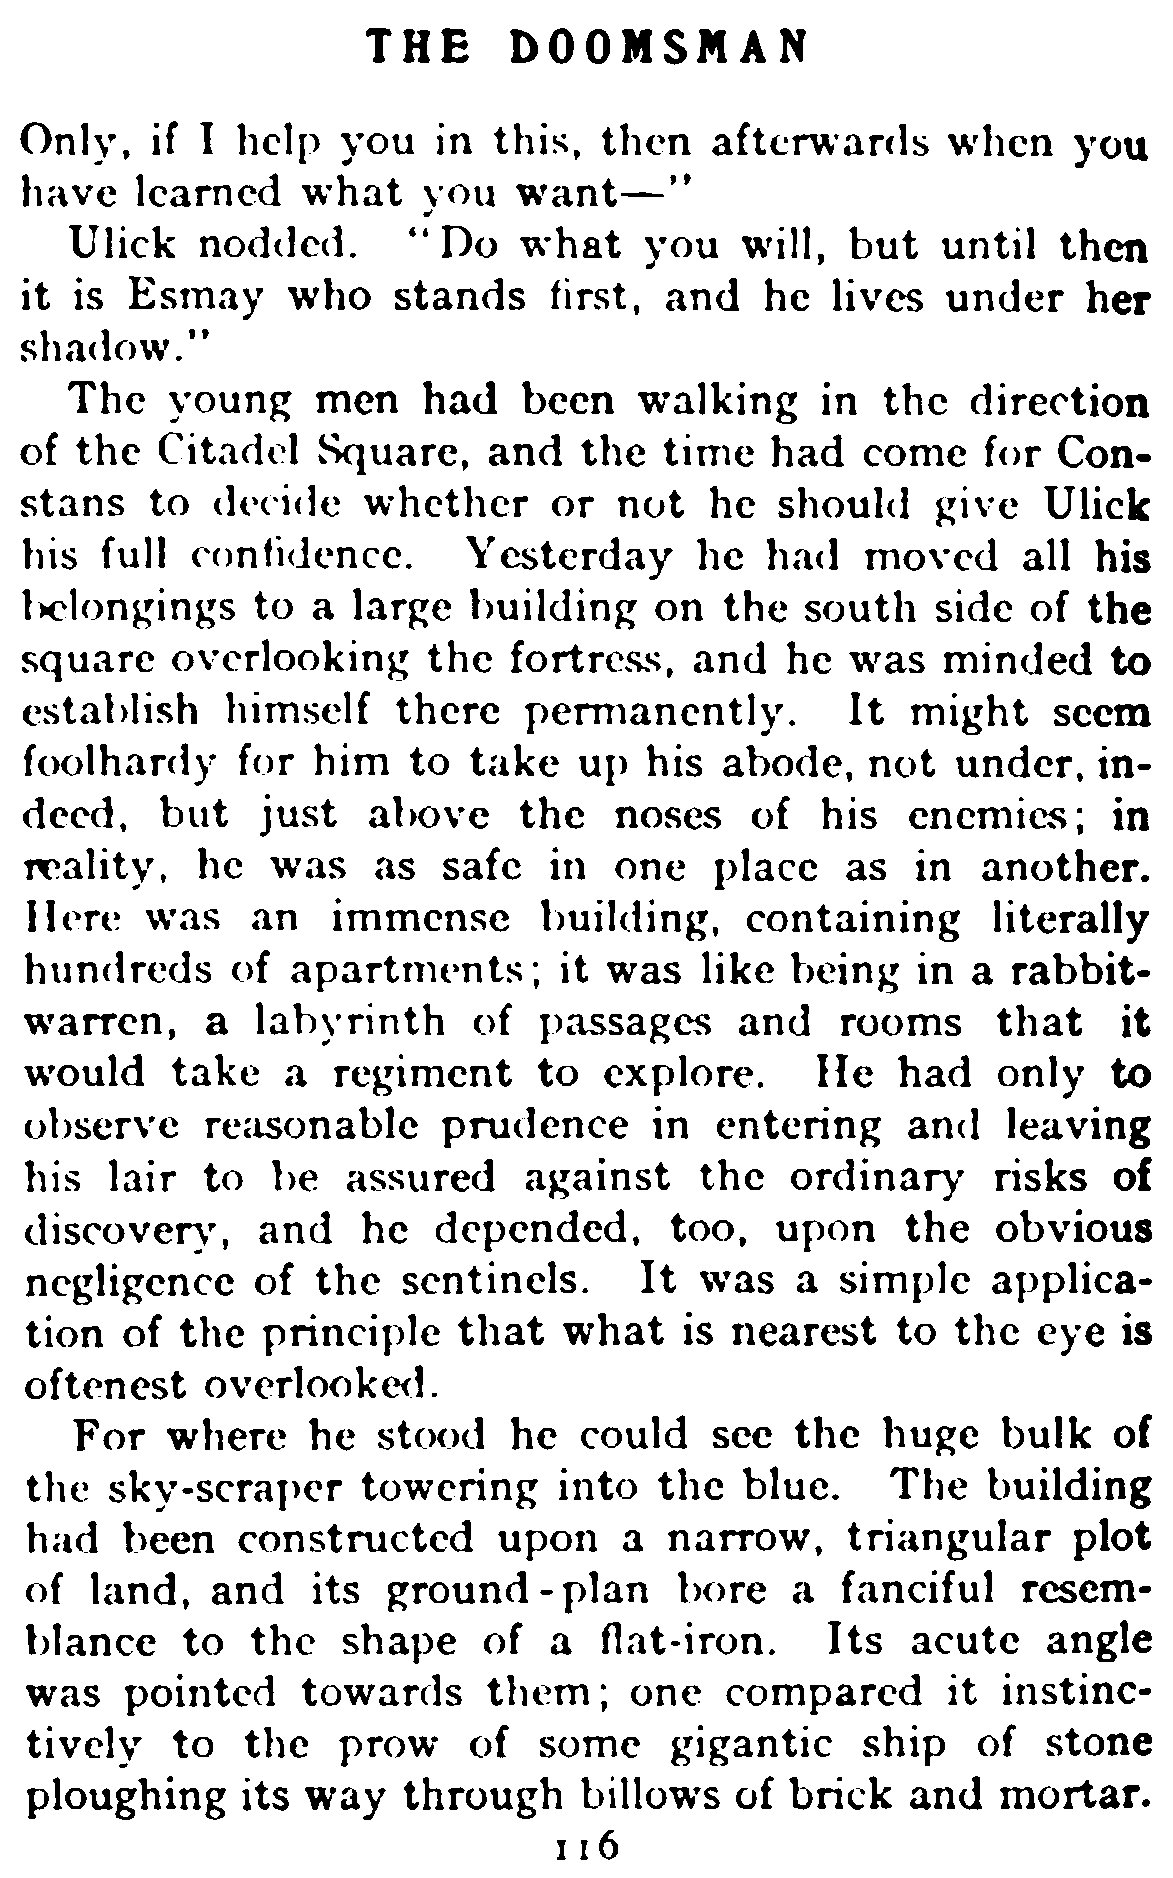 THE DOOMSMAN
Only, if I help you in this, then afterwards when you
have learned what you want—"
Ulick nodded. "Do what you will, but until then
it is Esmay who stands first, and he lives under her
shadow."
The young men had been walking in the direction
of the Citadel Square, and the time had come for Con-
stans to decide whether or not he should give Ulick
his full confidence. Yesterday he had moved all his
belongings to a large building on the south side of the
square overlooking the fortress, and he was minded to
establish himself there permanently. It might seem
foolhardy for him to take up his abode, not under, in-
deed, but just above the noses of his enemies; in
reality, he was as safe in one place as in another.
Here was an immense building, containing literally
hundreds of apartments; it was like being in a rabbit-
warren, a labyrinth of passages and rooms that it
would take a regiment to explore. He had only to
observe reasonable prudence in entering and leaving
his lair to be assured against the ordinary risks of
discovery, and he depended, too, upon the obvious
negligence of the sentinels. It was a simple applica-
tion of the principle that what is nearest to the eye is
oftenest overlooked.
For where he stood he could see the huge bulk of
the sky-scraper towering into the blue. The building
had been constructed upon a narrow, triangular plot
of land, and its ground-plan bore a fanciful resem-
blance to the shape of a flat-iron. Its acute angle
was pointed towards them; one compared it instinc-
tively to the prow of some gigantic ship of stone
ploughing its way through billows of brick and mortar.
116